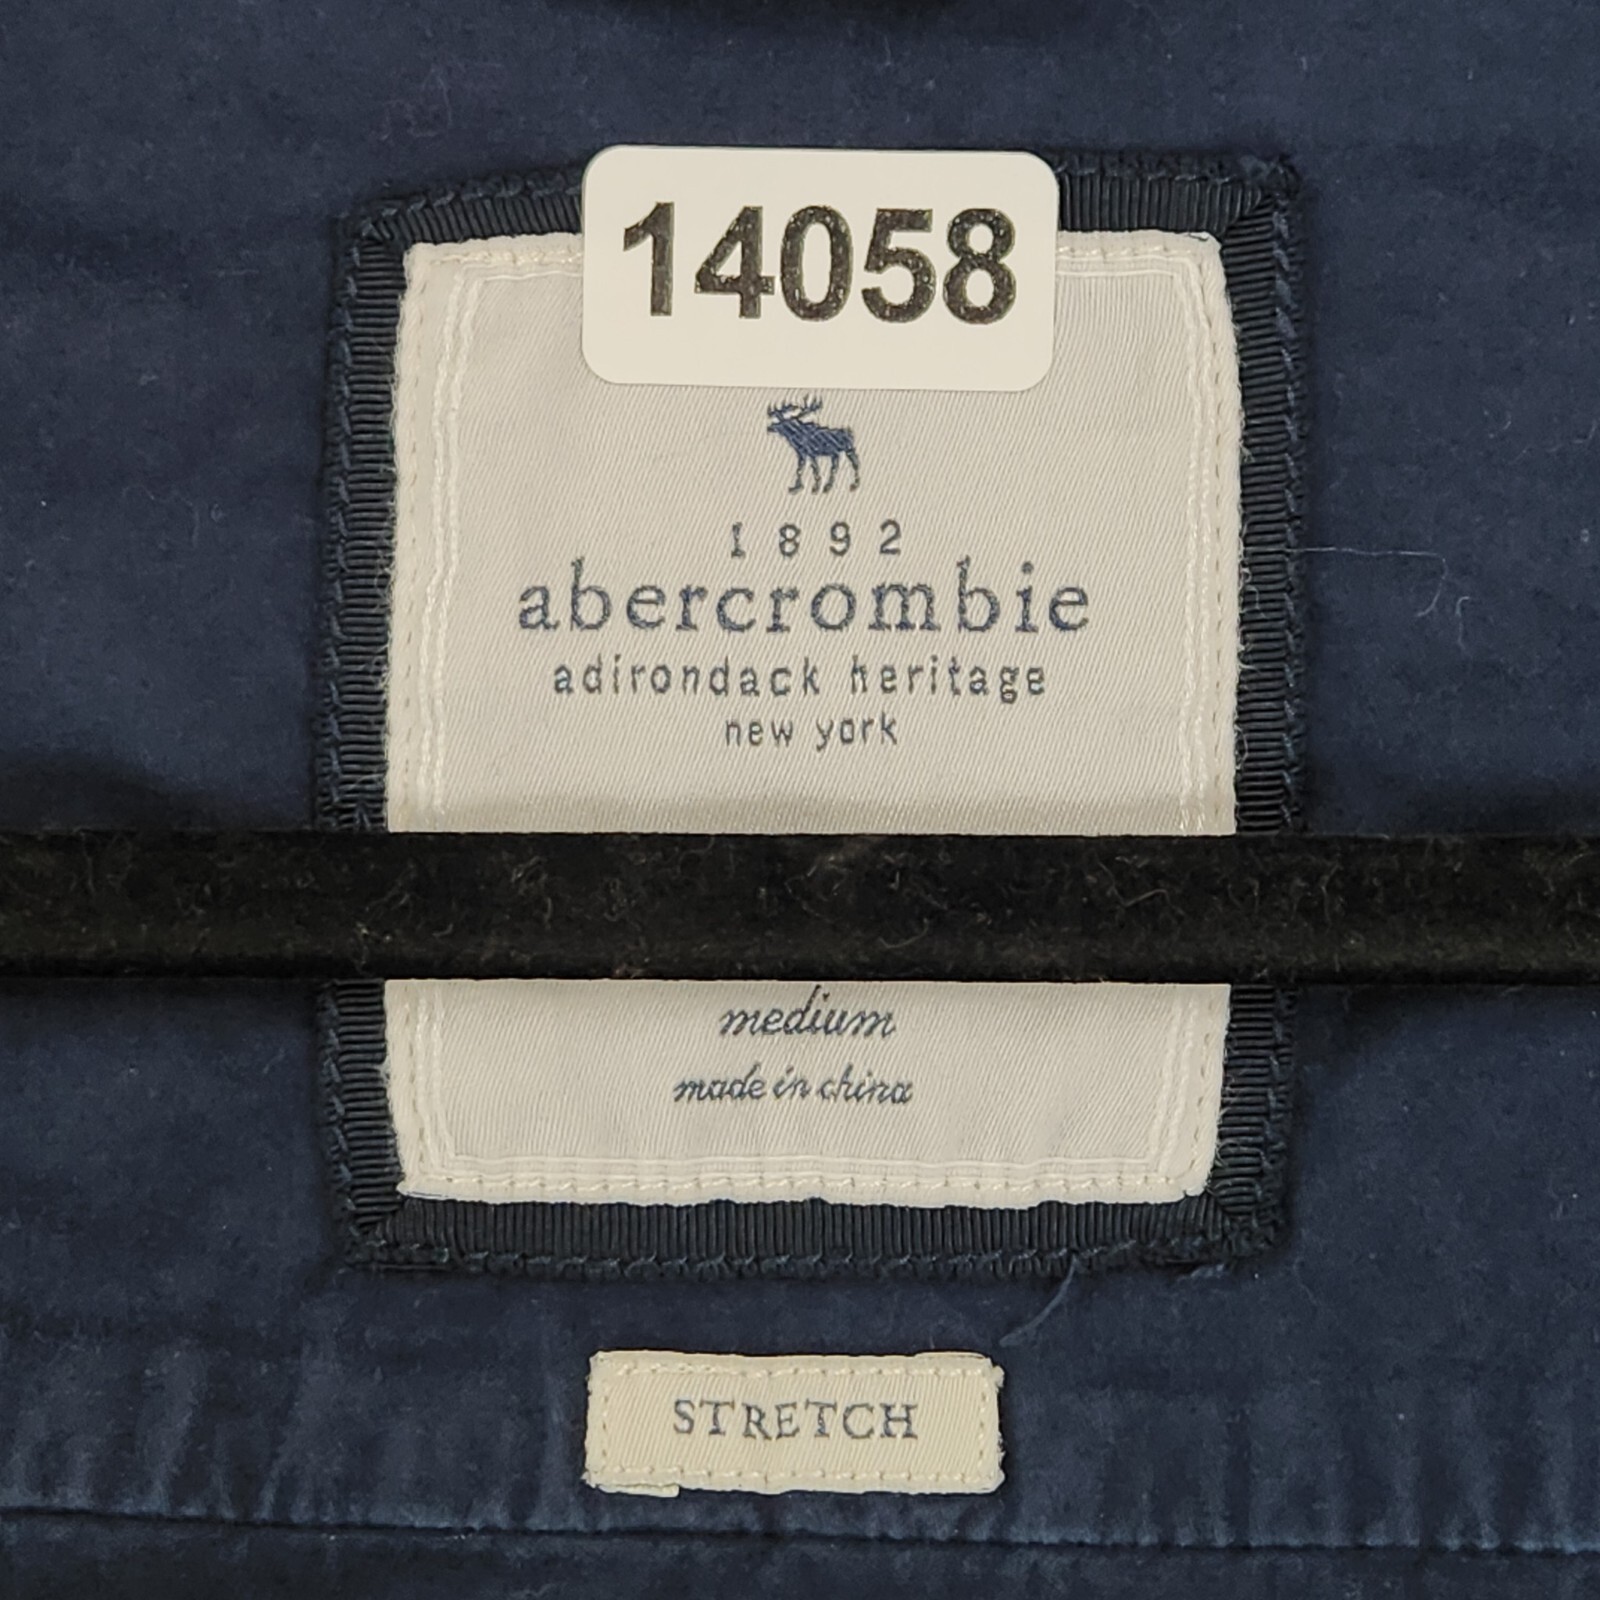 14058
1892
abercrombie
adirondack heritage
new york
medium
made in china
STRETCH